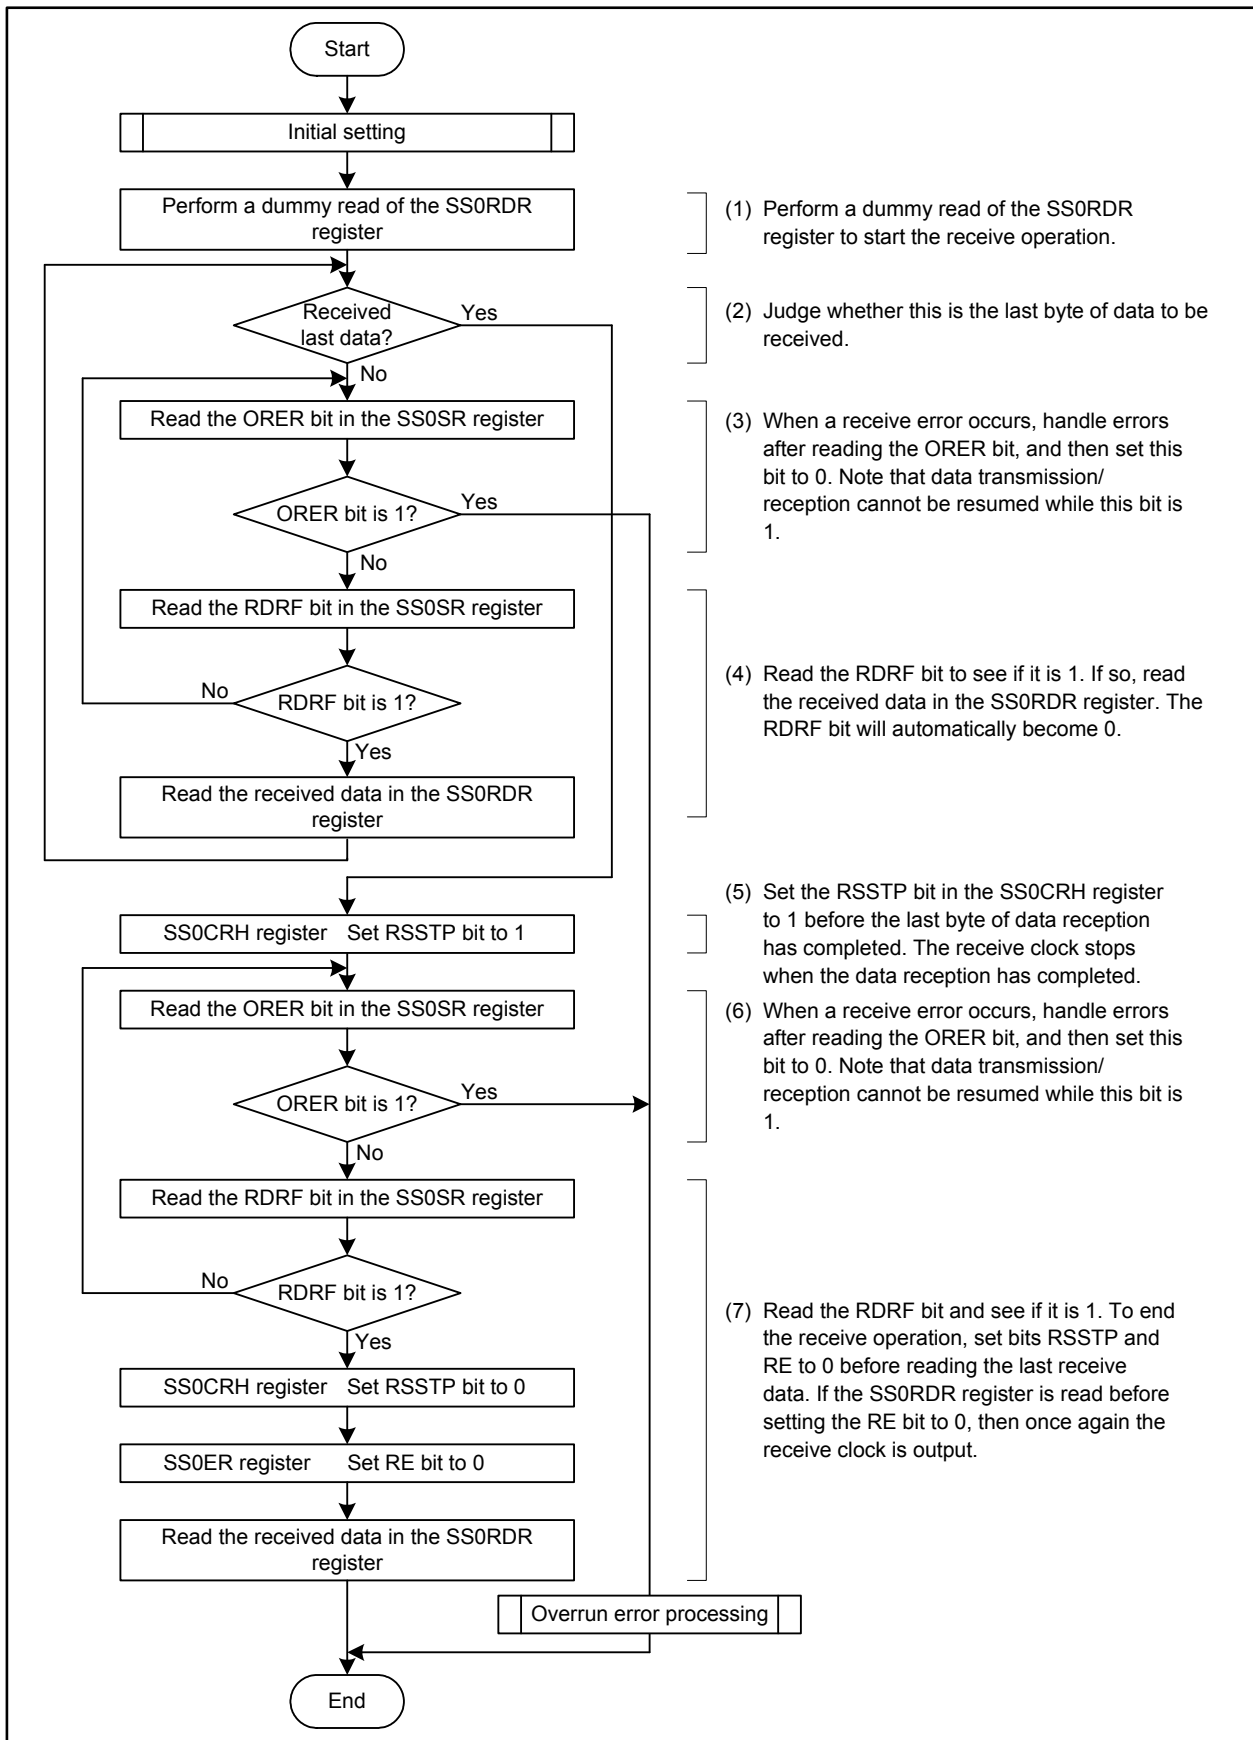 Start
Initial setting
Perform a dummy read of the SS0RDR
register
(1) Perform a dummy read of the SS0RDR
register to start the receive operation.
Received
last data?
Yes
No
(2) Judge whether this is the last byte of data to be
received.
Read the ORER bit in the SS0SR register
ORER bit is 1?
Yes
No
(3) When a receive error occurs, handle errors
after reading the ORER bit, and then set this
bit to 0. Note that data transmission/
reception cannot be resumed while this bit is
1.
Read the RDRF bit in the SS0SR register
No
RDRF bit is 1?
Yes
Read the received data in the SS0RDR
register
(4) Read the RDRF bit to see if it is 1. If so, read
the received data in the SS0RDR register. The
RDRF bit will automatically become 0.
SS0CRH register Set RSSTP bit to 1
(5) Set the RSSTP bit in the SS0CRH register
to 1 before the last byte of data reception
has completed. The receive clock stops
when the data reception has completed.
Read the ORER bit in the SS0SR register
ORER bit is 1?
Yes
No
(6) When a receive error occurs, handle errors
after reading the ORER bit, and then set this
bit to 0. Note that data transmission/
reception cannot be resumed while this bit is
1.
Read the RDRF bit in the SS0SR register
No
RDRF bit is 1?
Yes
SS0CRH register Set RSSTP bit to 0
SS0ER register Set RE bit to 0
Read the received data in the SS0RDR
register
(7) Read the RDRF bit and see if it is 1. To end
the receive operation, set bits RSSTP and
RE to 0 before reading the last receive
data. If the SS0RDR register is read before
setting the RE bit to 0, then once again the
receive clock is output.
Overrun error processing
End